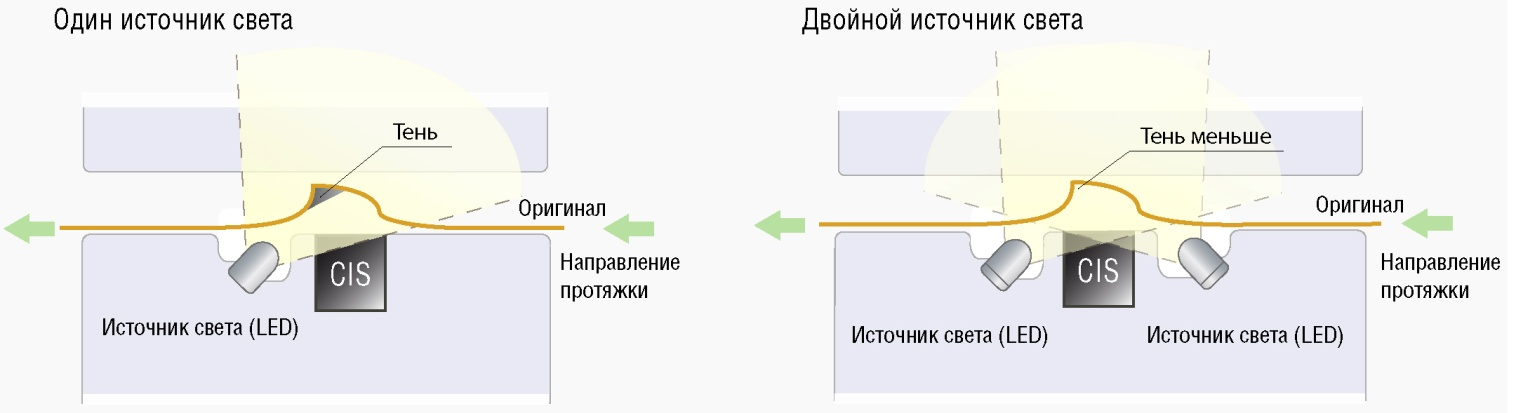 Один источник света
Тень
Оригинал
Направление
протяжки
CIS
Источник света (LED)
Двойной источник света
Тень меньше
Оригинал
Направление
протяжки
CIS
Источник света (LED)
Источник света (LED)